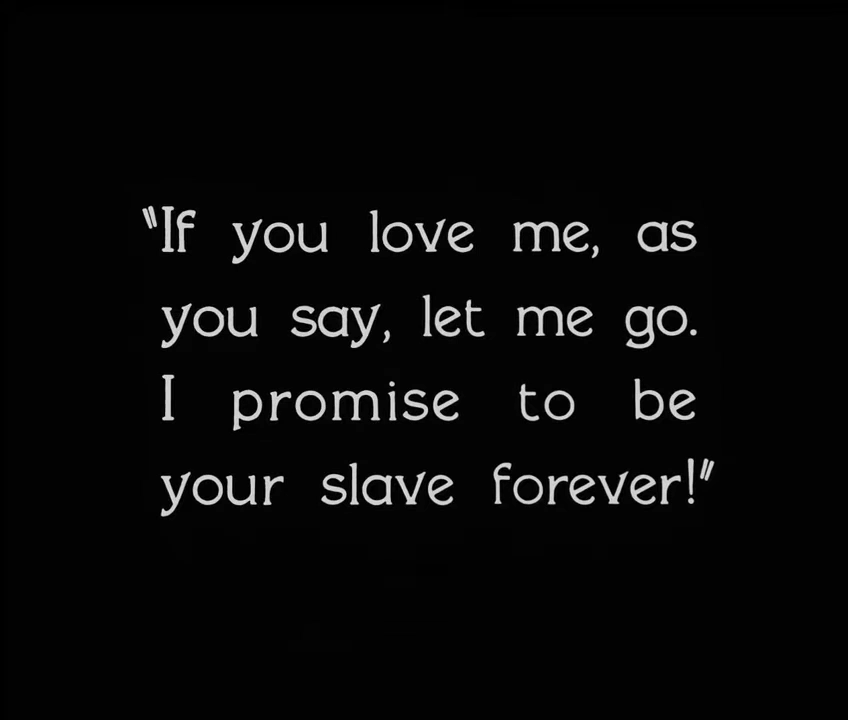 "If you love me, as
you say, let me go.
I promise to be
your slave forever!"